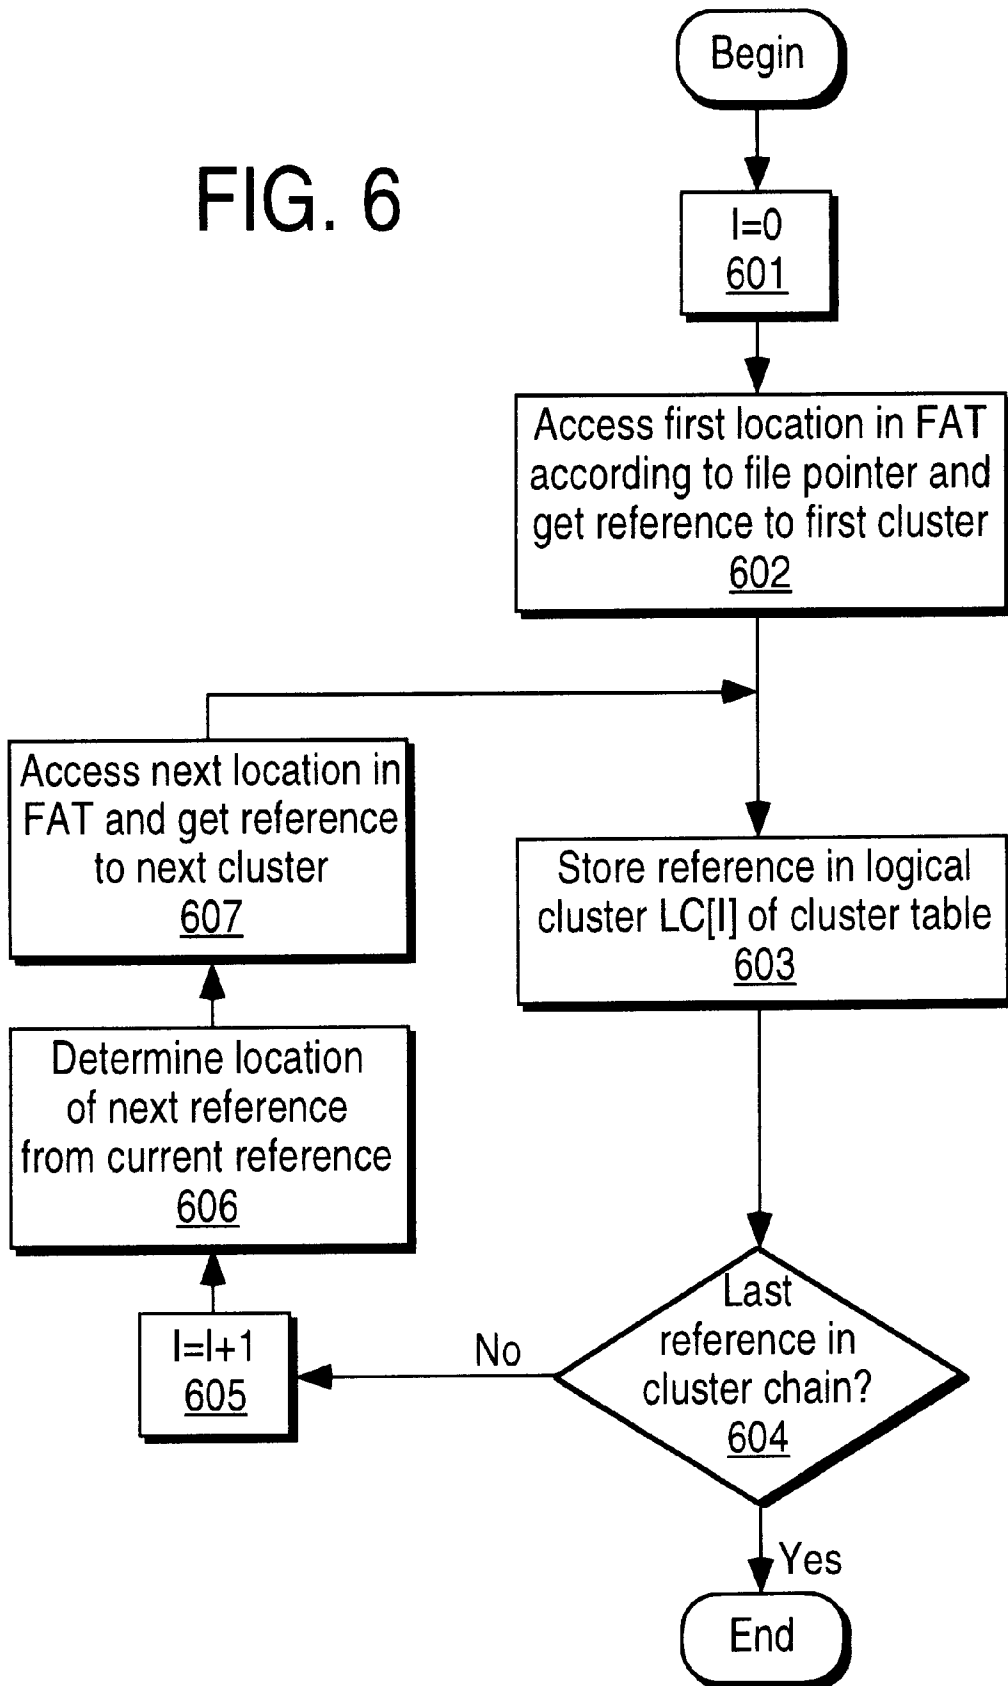 Begin
FIG. 6
I=0
601
Access first location in FAT
according to file pointer and
get reference to first cluster
602
Access next location in
FAT and get reference
to next cluster
607
Store reference in logical
cluster LC[I] of cluster table
603
Determine location
of next reference
from current reference
606
I=I+1
605
No
Last
reference in
cluster chain?
604
Yes
End